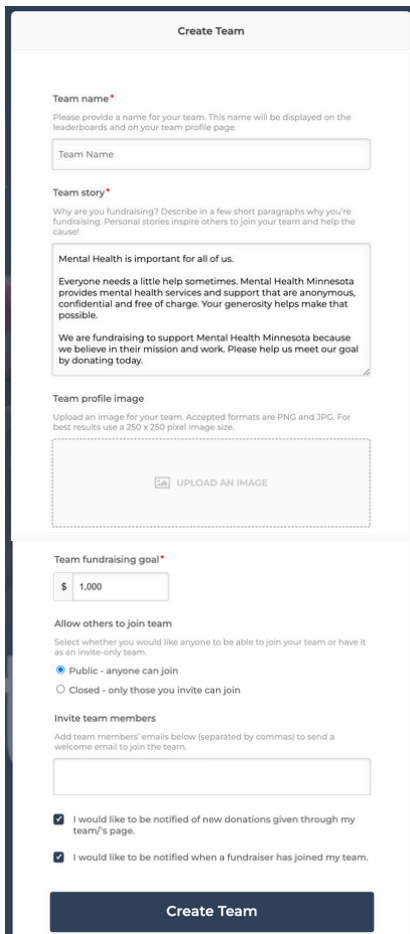 Create Team
Team name*
Please provide a name for your team. This name will be displayed on the
leaderboards and on your team profile page.
Team Name
Team story*
Why are you fundraising? Describe in a few short paragraphs why you're
fundraising. Personal stories inspire others to join your team and help the
cause!
Mental Health is important for all of us.
Everyone needs a little help sometimes. Mental Health Minnesota
provides mental health services and support that are anonymous,
confidential and free of charge. Your generosity helps make that
possible.
We are fundraising to support Mental Health Minnesota because
we believe in their mission and work. Please help us meet our goal
by donating today.
Team profile image
Upload an image for your team. Accepted formats are PNG and JPG. For
best results use a 250 x 250 pixel image size.
UPLOAD AN IMAGE
Team fundraising goal*
$ 1,000
Allow others to join team
Select whether you would like anyone to be able to join your team or have it
as an invite-only team.
Public - anyone can join
Closed - only those you invite can join
Invite team members
Add team members' emails below (separated by commas) to send a
welcome email to join the team.
I would like to be notified of new donations given through my
team/'s page.
I would like to be notified when a fundraiser has joined my team.
Create Team